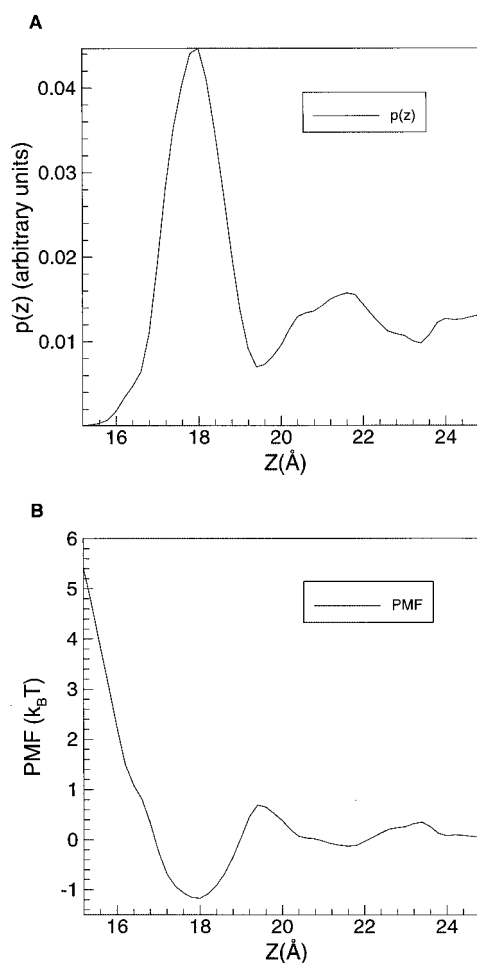 A
p(z) (arbitrary units)
0.04
0.03
0.02
0.01
p(z)
16 18 20 22 24
Z(Å)
B
PMF (kBT)
6
5
4
3
2
1
0
-1
PMF
16 18 20 22 24
Z(Å)